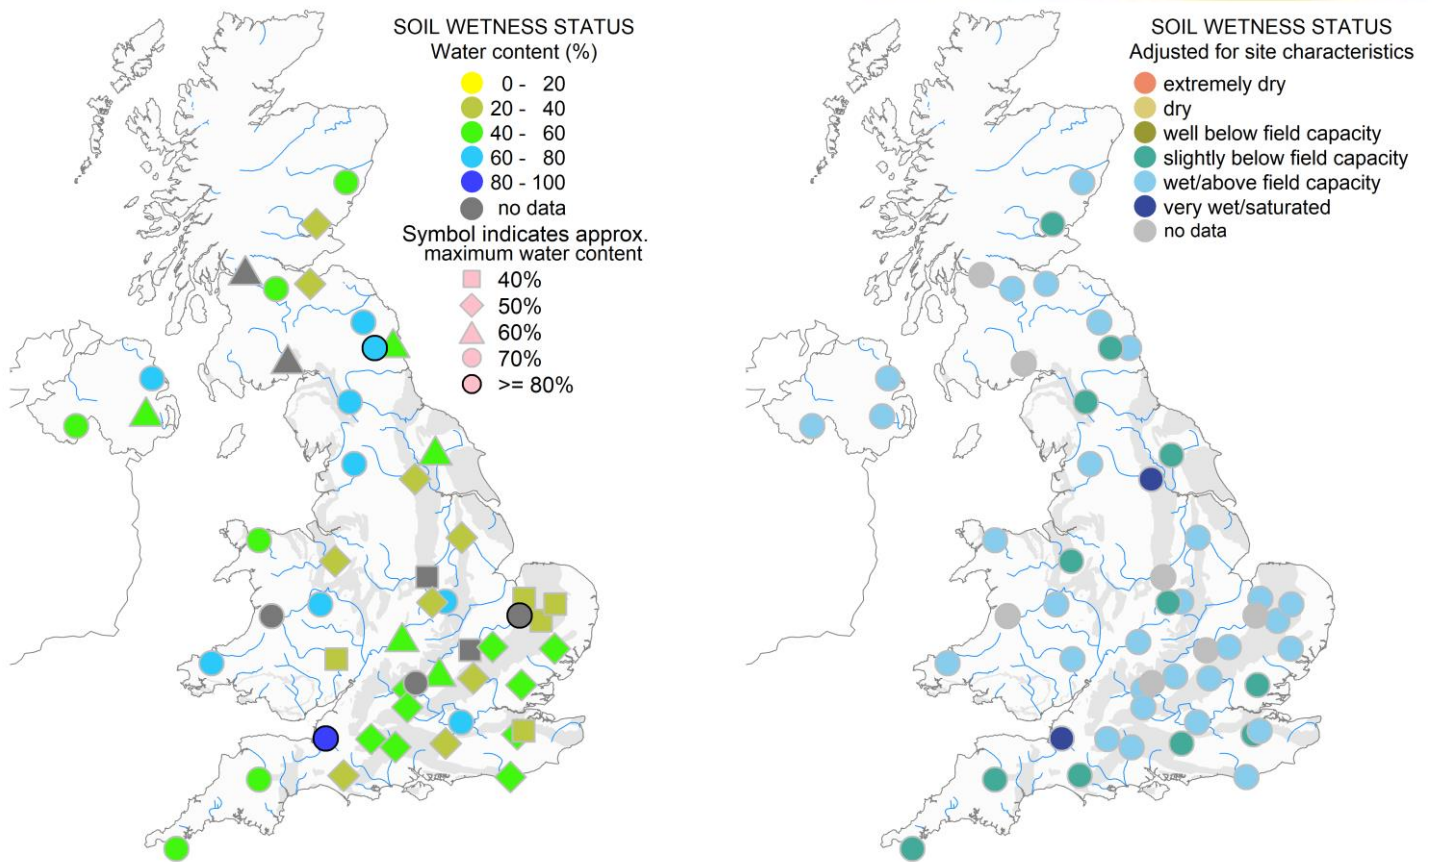 SOIL WETNESS STATUS
Water content (%)
0 - 20
20 - 40
40 - 60
60 - 80
80 - 100
no data
Symbol indicates approx.
maximum water content
40%
50%
60%
70%
>= 80%
SOIL WETNESS STATUS
Adjusted for site characteristics
extremely dry
dry
well below field capacity
slightly below field capacity
wet/above field capacity
very wet/saturated
no data